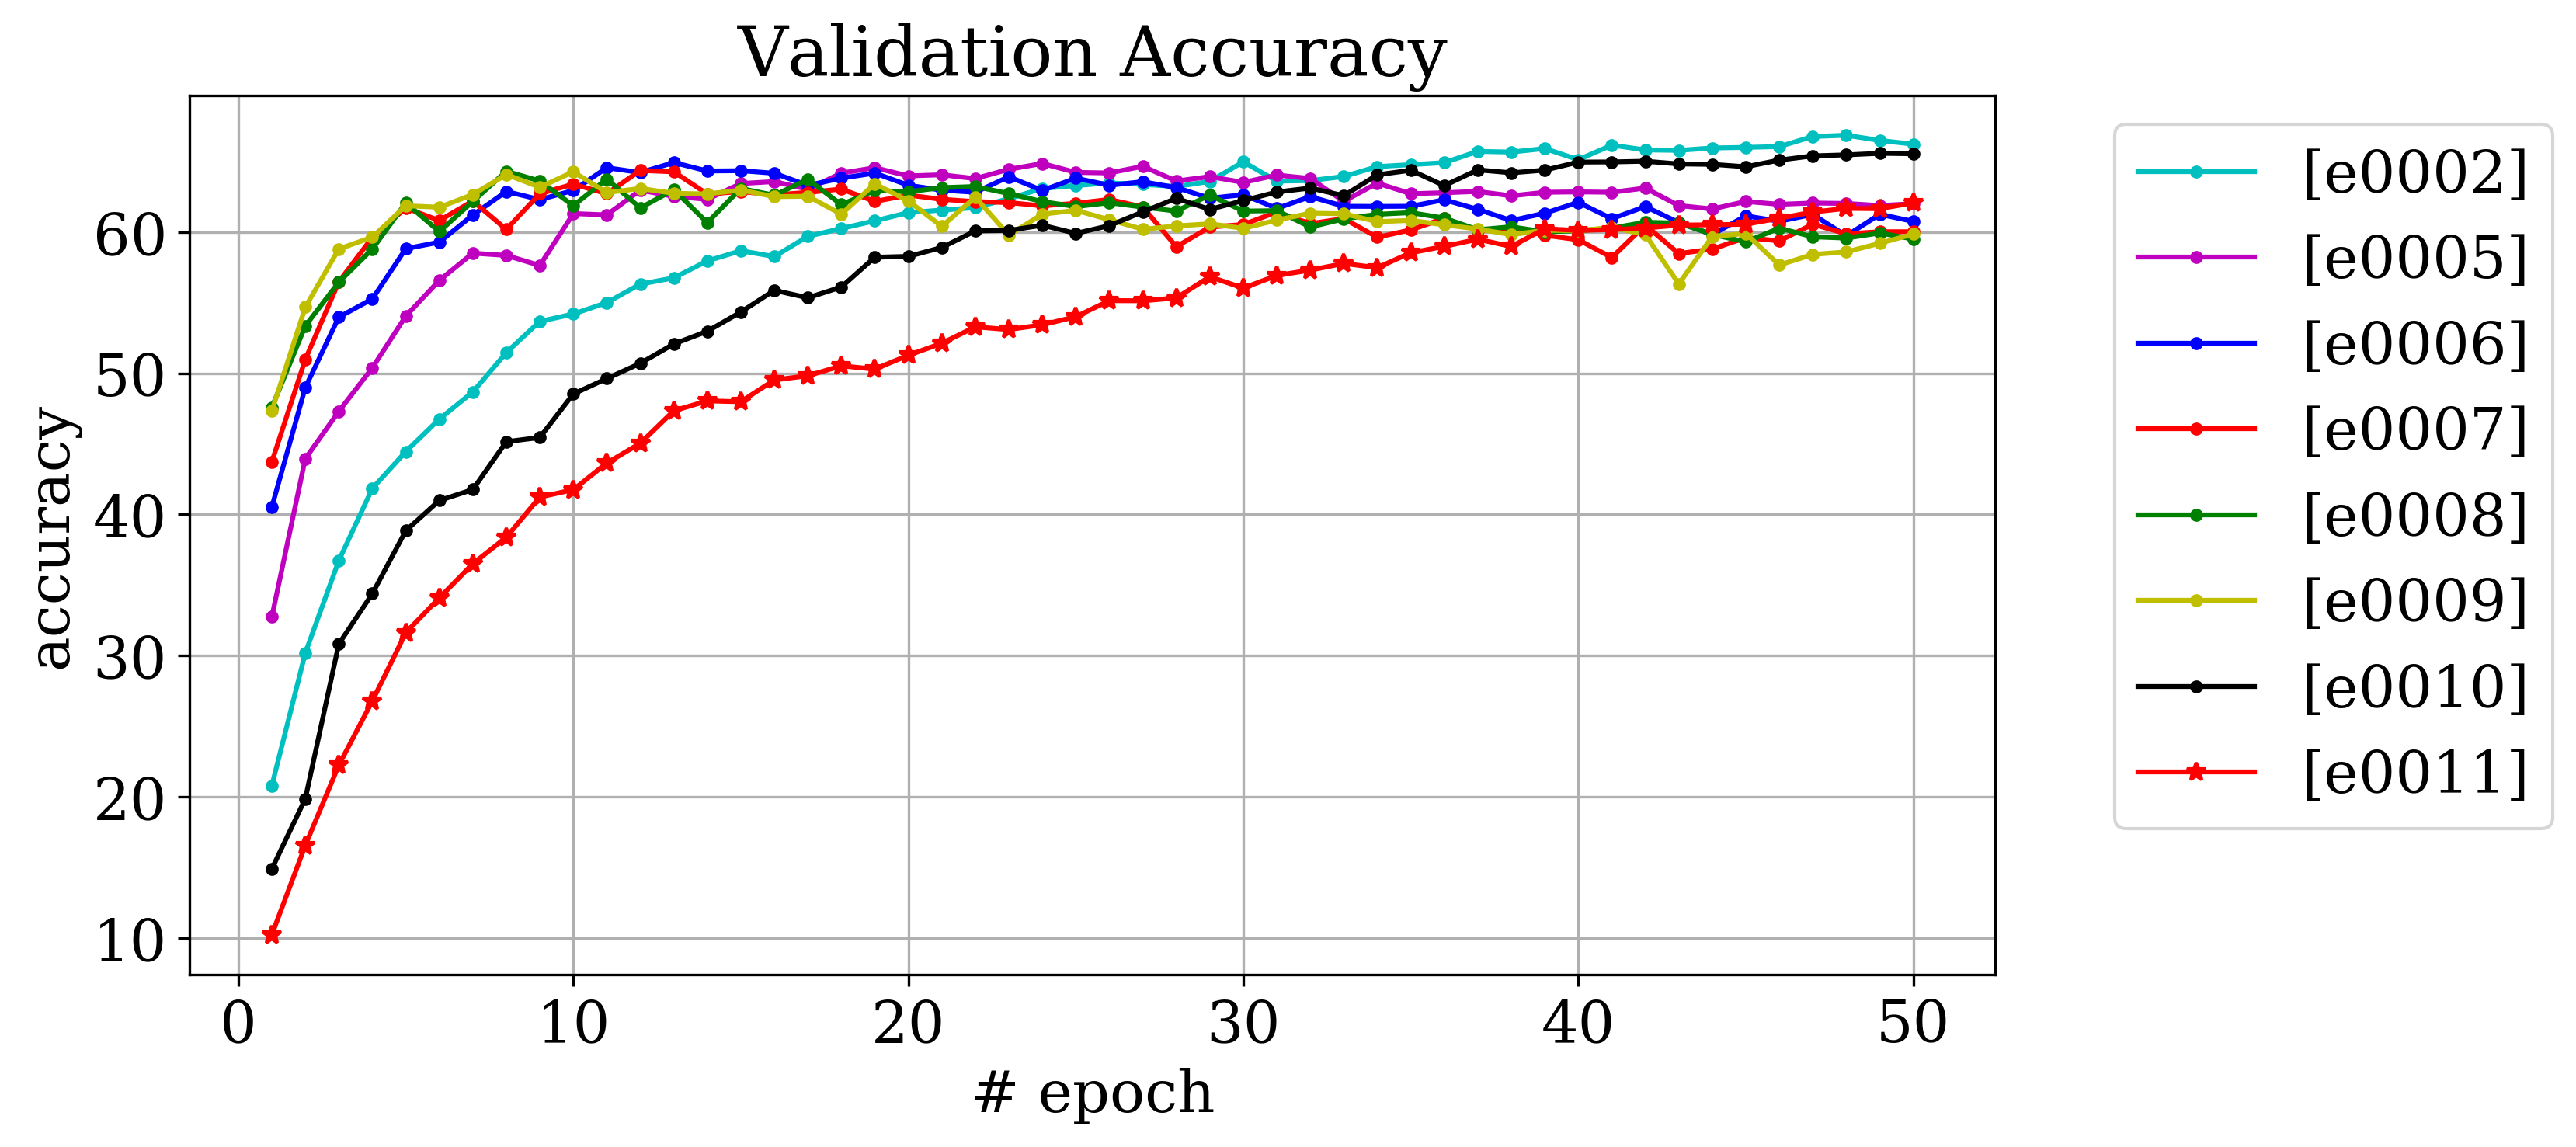 Validation Accuracy
accuracy
60
50
40
30
20
10
0 10 20 30 40 50
# epoch
[e0002]
[e0005]
[e0006]
[e0007]
[e0008]
[e0009]
[e0010]
[e0011]